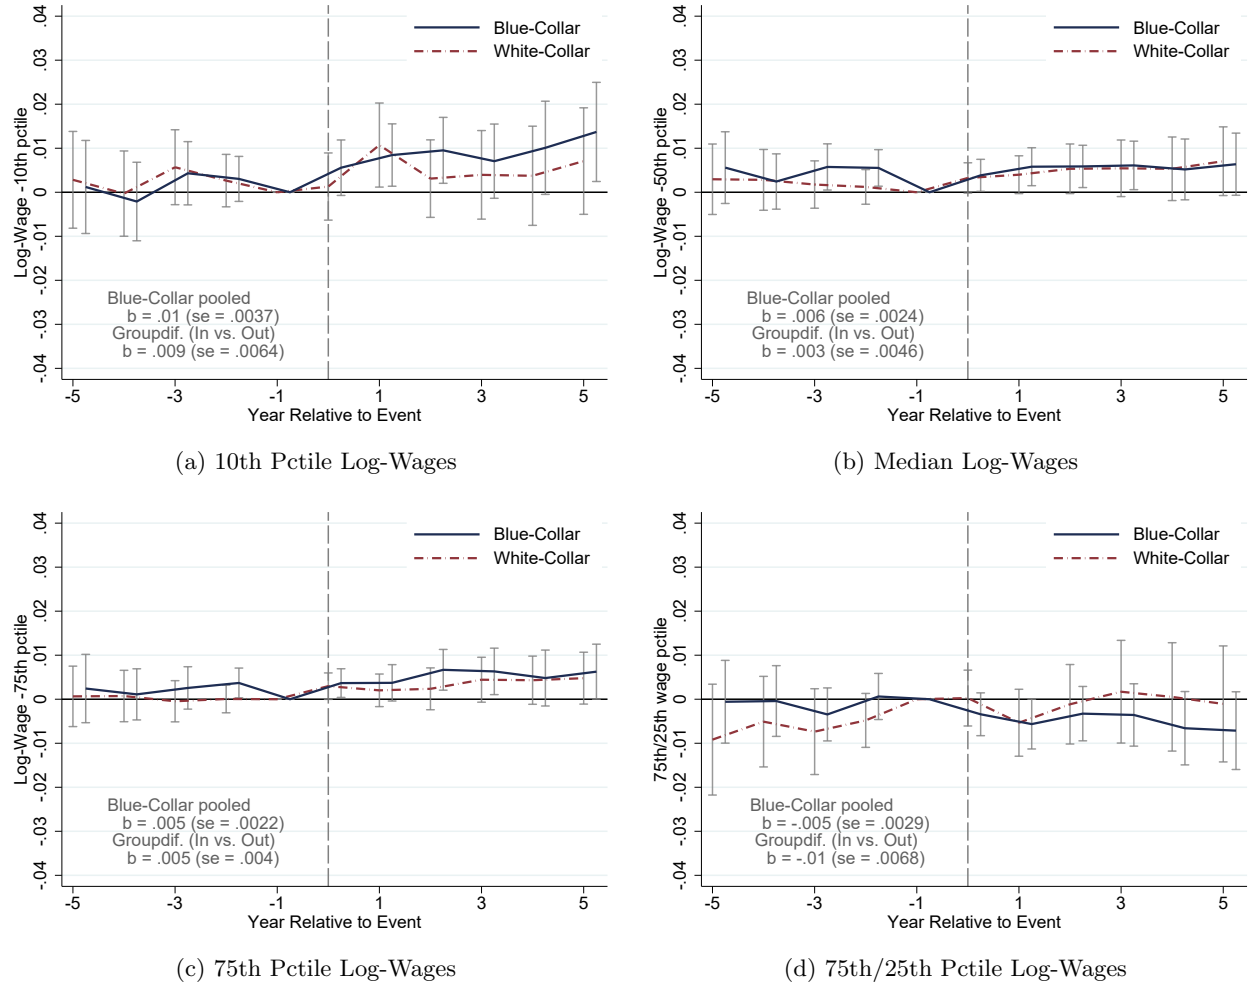 .04
.03
.02
.01
0
-.01
-.02
-.03
-.04
Log-Wage -10th pctile
Blue-Collar
White-Collar
Blue-Collar pooled
b = .01 (se = .0037)
Groupdif. (In vs. Out)
b = .009 (se = .0064)
-5 -3 -1 1 3 5
Year Relative to Event
(a) 10th Pctile Log-Wages
.04
.03
.02
.01
0
-.01
-.02
-.03
-.04
Log-Wage -50th pctile
Blue-Collar
White-Collar
Blue-Collar pooled
b = .006 (se = .0024)
Groupdif. (In vs. Out)
b = .003 (se = .0046)
-5 -3 -1 1 3 5
Year Relative to Event
(b) Median Log-Wages
.04
.03
.02
.01
0
-.01
-.02
-.03
-.04
Log-Wage -75th pctile
Blue-Collar
White-Collar
Blue-Collar pooled
b = .005 (se = .0022)
Groupdif. (In vs. Out)
b = .005 (se = .004)
-5 -3 -1 1 3 5
Year Relative to Event
(c) 75th Pctile Log-Wages
.04
.03
.02
.01
0
-.01
-.02
-.03
-.04
75th/25th wage pctile
Blue-Collar
White-Collar
Blue-Collar pooled
b = -.005 (se = .0029)
Groupdif. (In vs. Out)
b = -.01 (se = .0068)
-5 -3 -1 1 3 5
Year Relative to Event
(d) 75th/25th Pctile Log-Wages